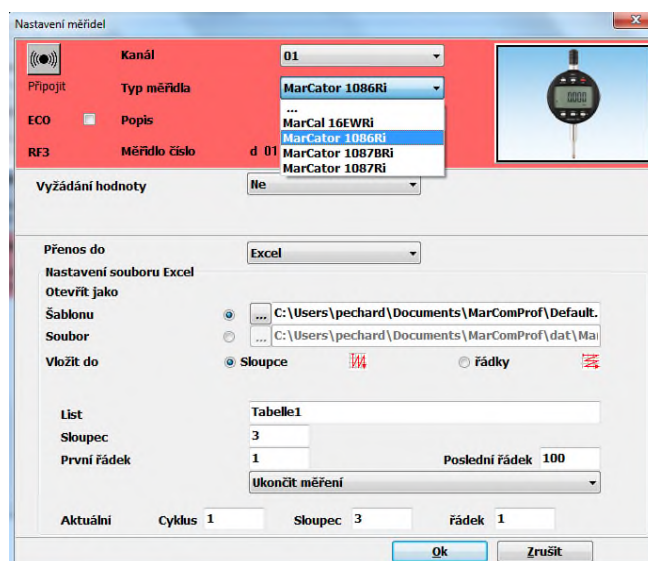 Nastavení měřidel
Kanál 01
Připojit Typ měřidla MarCator 1086Ri
...
ECO Popis MarCal 16EWRi
MarCator 1086Ri
RF3 Měřidlo číslo d 01 MarCator 1087BRi
MarCator 1087Ri
Vyžádání hodnoty Ne
Přenos do Excel
Nastavení souboru Excel
Otevřít jako
Šablonu ... C:\Users\pechard\Documents\MarComProf\Default.
Soubor ... C:\Users\pechard\Documents\MarComProf\dat\Mar
Vložit do Sloupce řádky
List Tabelle1
Sloupec 3
První řádek 1 Poslední řádek 100
Ukončit měření
Aktuální Cyklus 1 Sloupec 3 řádek 1
Ok Zrušit